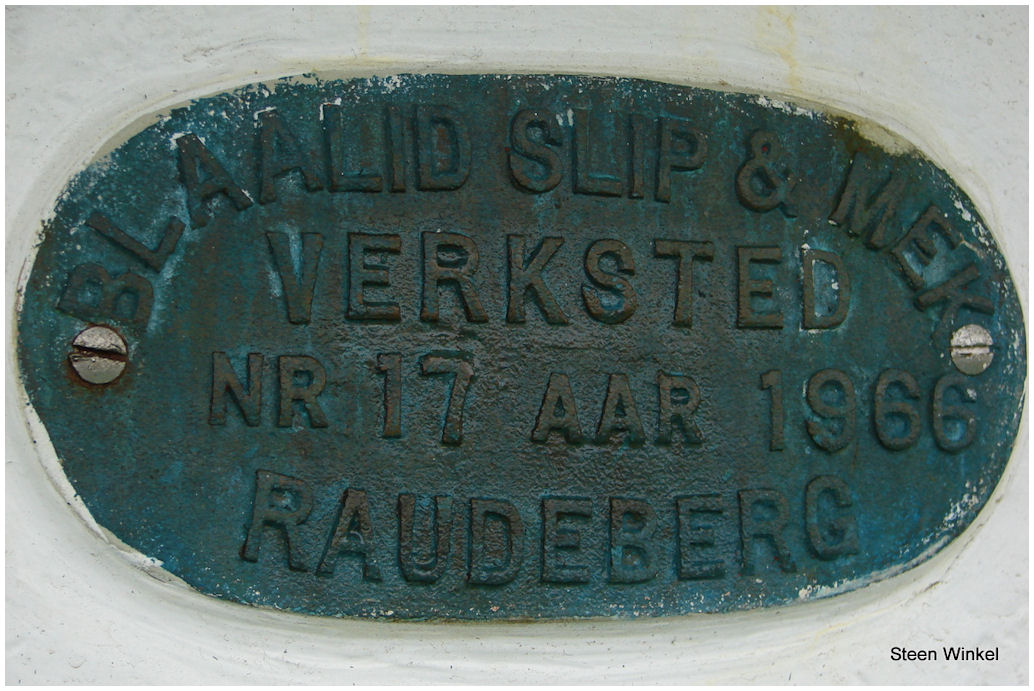 BLAALID SLIP & MEK
VERKSTED
NR 17 AAR 1966
RAUDEBERG
Steen Winkel